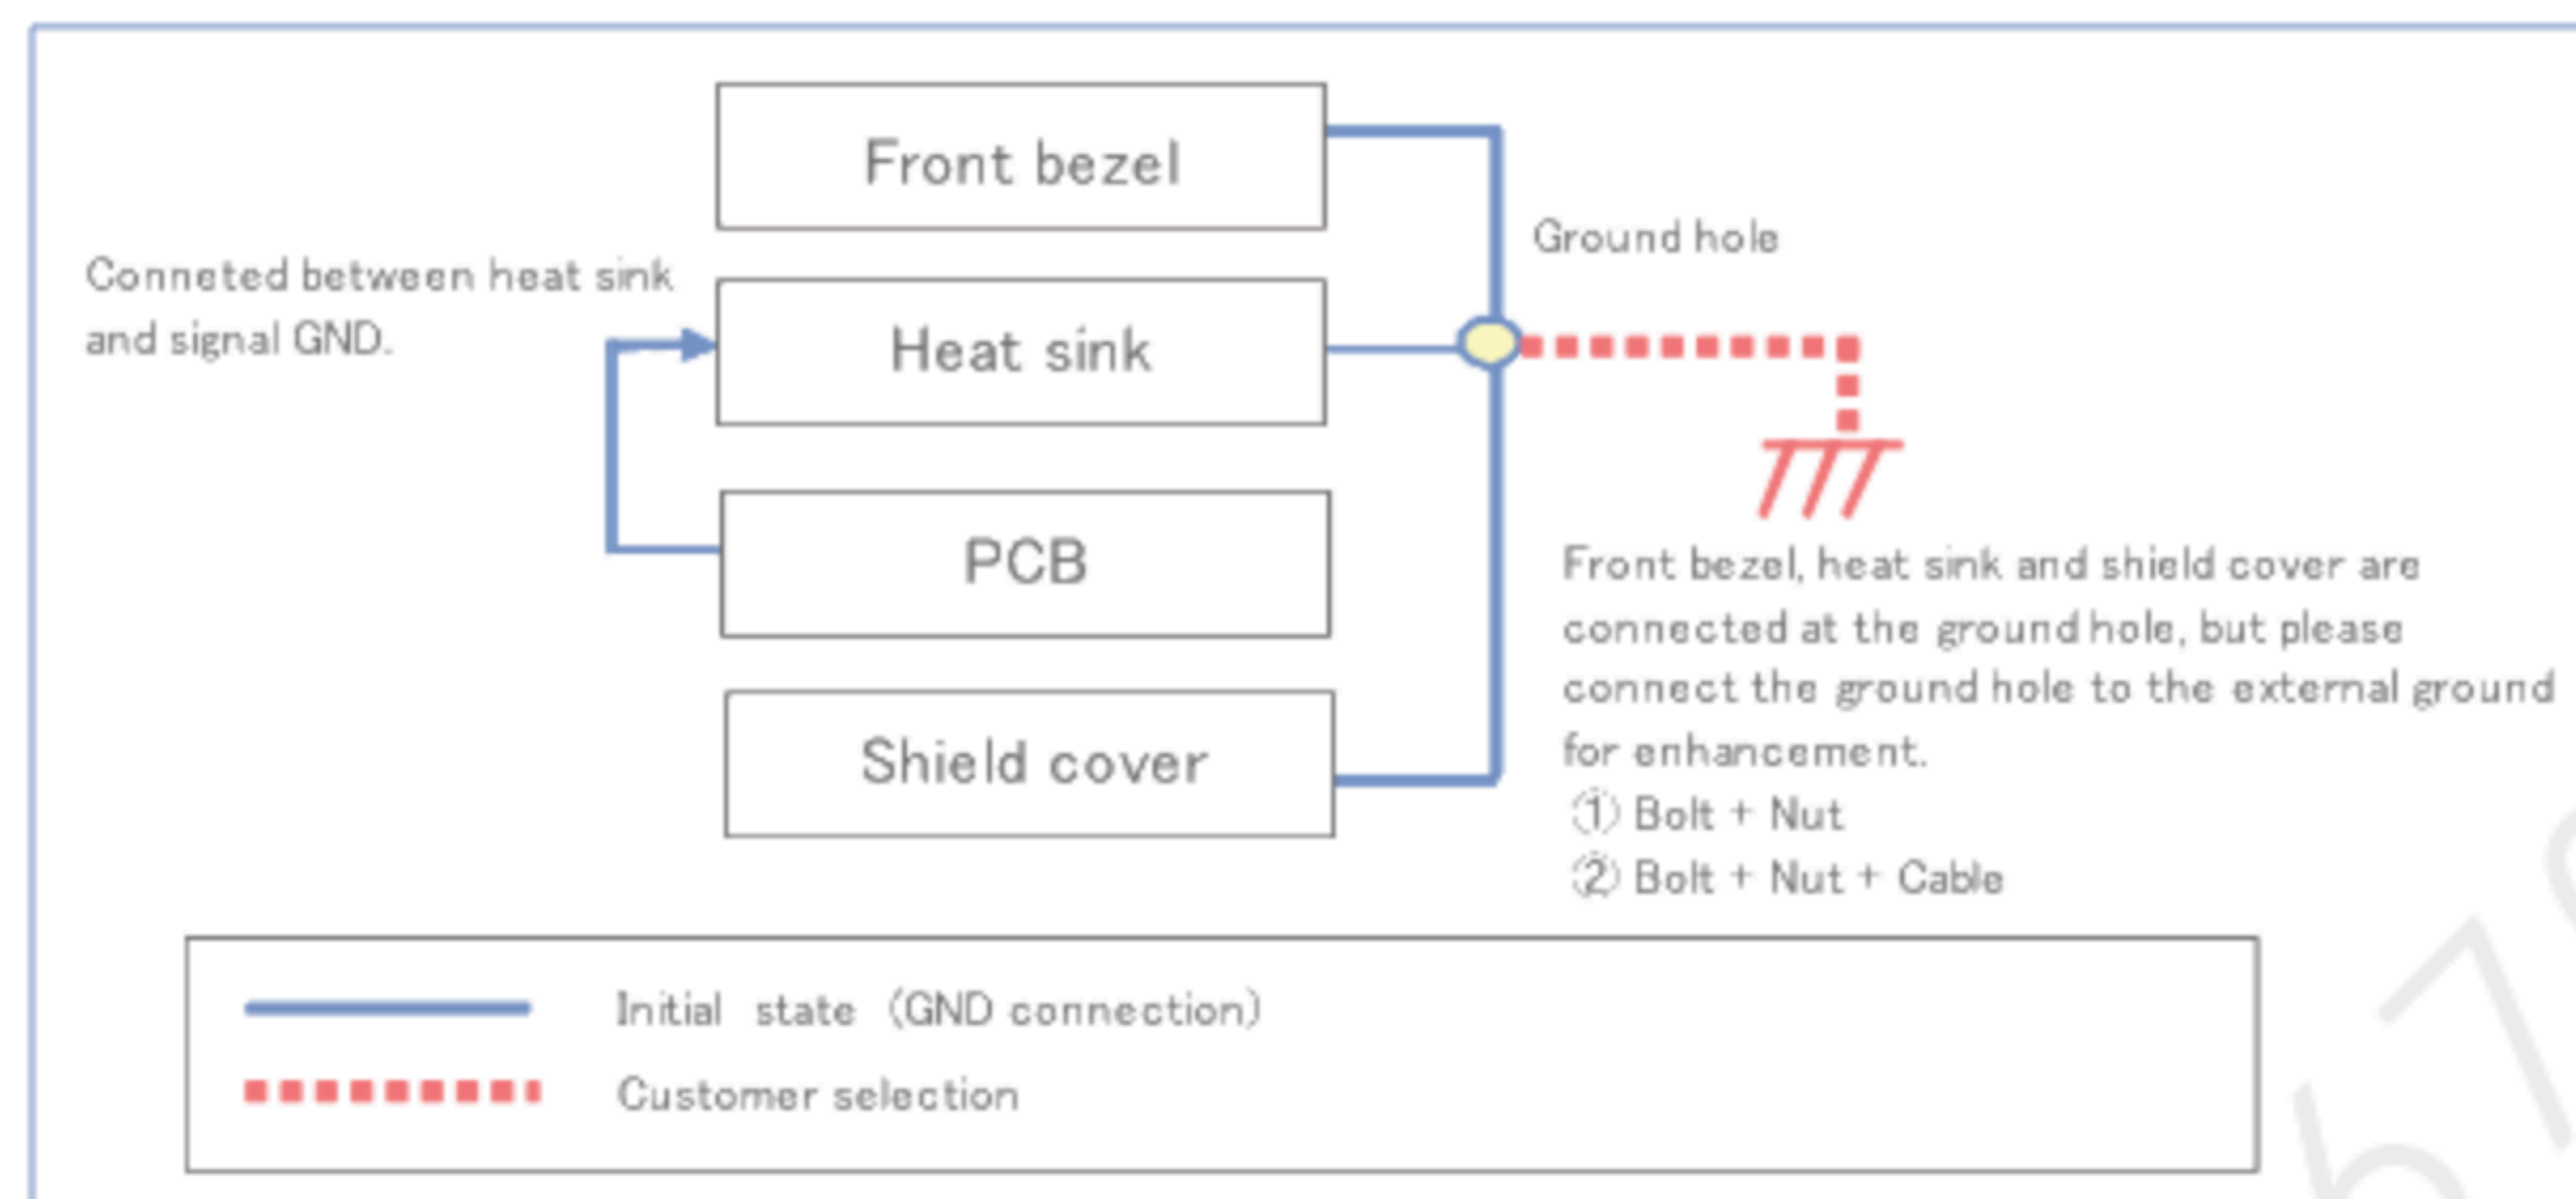 Front bezel
Ground hole
Conneted between heat sink
and signal GND.
Heat sink
PCB
Front bezel, heat sink and shield cover are
connected at the ground hole, but please
connect the ground hole to the external ground
for enhancement.
① Bolt + Nut
② Bolt + Nut + Cable
Shield cover
Initial state (GND connection)
Customer selection